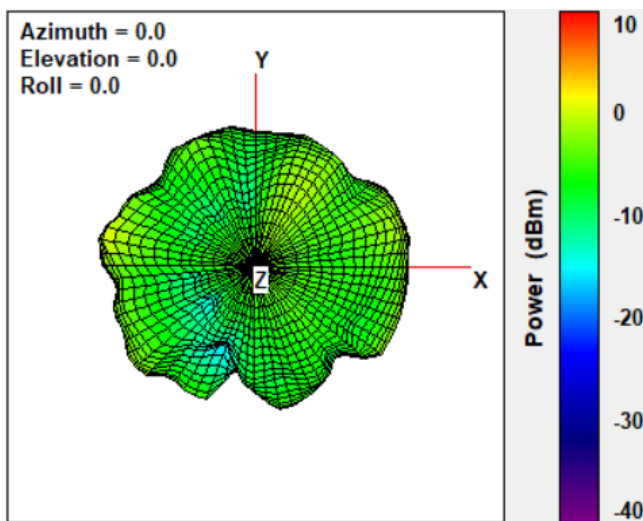 Azimuth = 0.0
Elevation = 0.0
Roll = 0.0
Y
Z
X
Power (dBm)
10
0
-10
-20
-30
-40